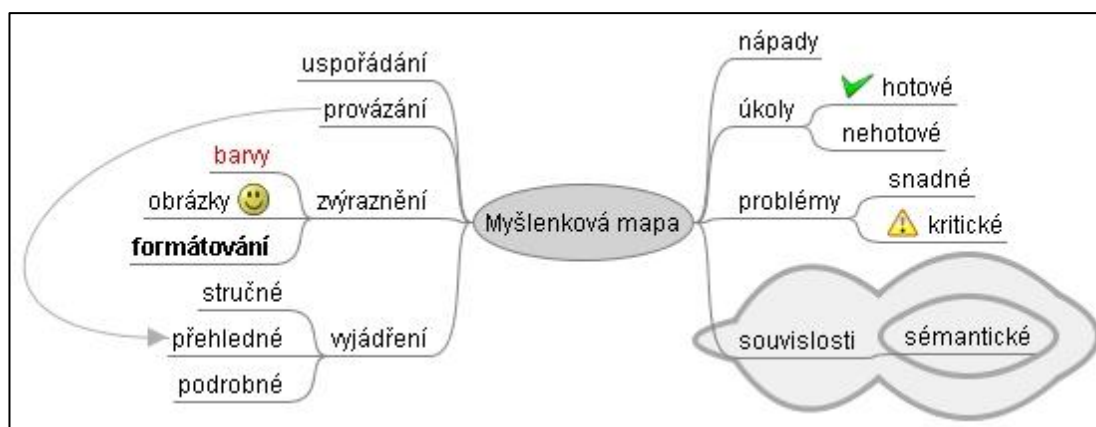 uspořádání
provázání
barvy
obrázky
formátování
zvýraznění
stručné
přehledné
podrobné
vyjádření
Myšlenková mapa
nápady
úkoly
hotové
nehotové
problémy
snadné
kritické
souvislosti
sémantické